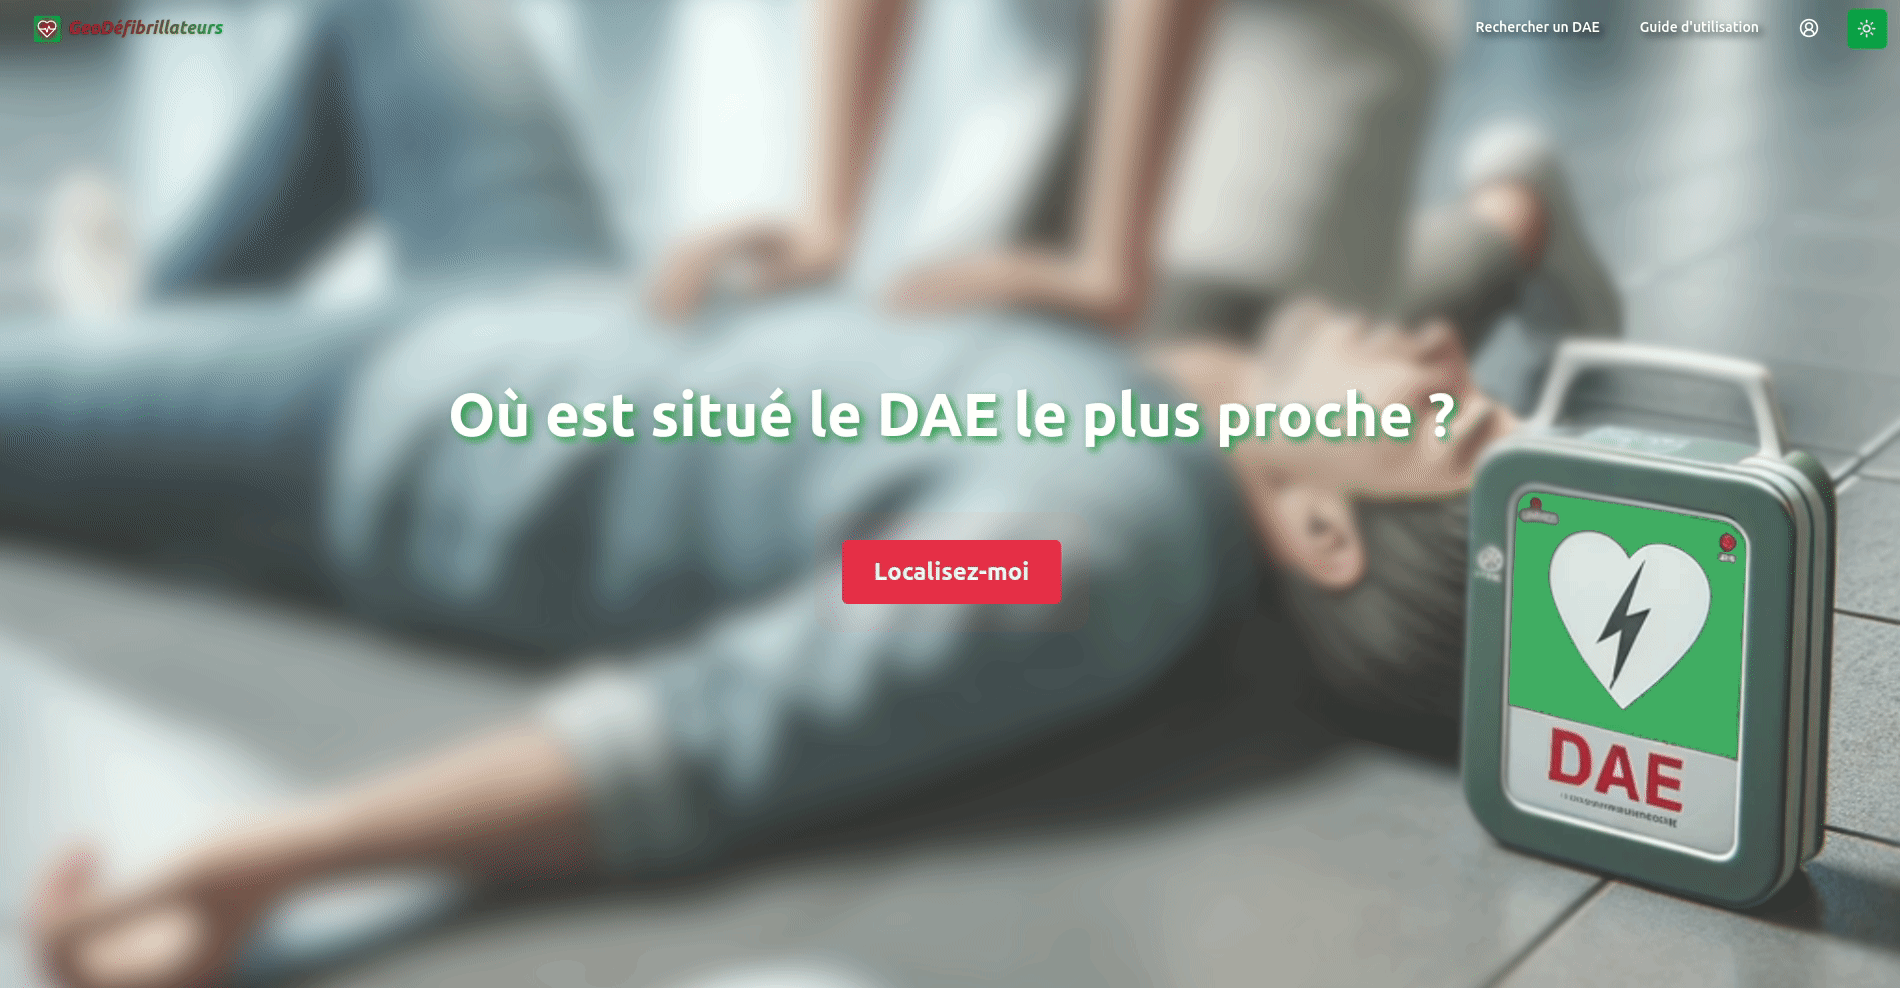 GeoDéfibrillateurs
Rechercher un DAE
Guide d'utilisation
Où est situé le DAE le plus proche ?
Localisez-moi
DAE